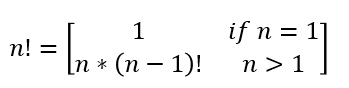 n! = [ 1 if n = 1
n ∗ (n − 1)! n > 1 ]